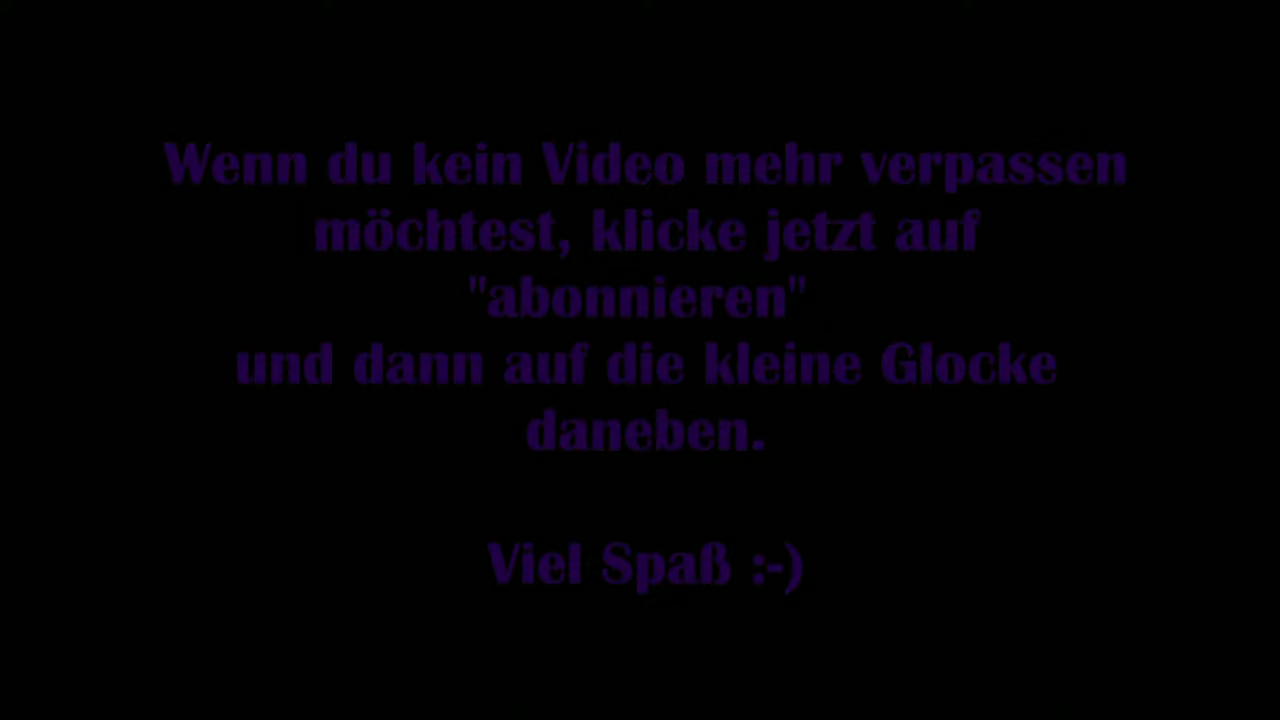 Wenn du kein Video mehr verpassen
möchtest, klicke jetzt auf
"abonnieren"
und dann auf die kleine Glocke
daneben.
Viel Spaß :-)